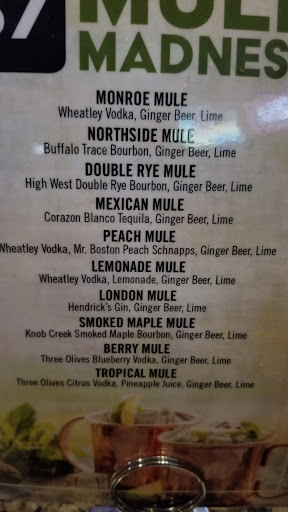 37
MULE
MADNESS
MONROE MULE
Wheatley Vodka, Ginger Beer, Lime
NORTHSIDE MULE
Buffalo Trace Bourbon, Ginger Beer, Lime
DOUBLE RYE MULE
High West Double Rye Bourbon, Ginger Beer, Lime
MEXICAN MULE
Corazon Blanco Tequila, Ginger Beer, Lime
PEACH MULE
Wheatley Vodka, Mr. Boston Peach Schnapps, Ginger Beer, Lime
LEMONADE MULE
Wheatley Vodka, Lemonade, Ginger Beer, Lime
LONDON MULE
Hendrick's Gin, Ginger Beer, Lime
SMOKED MAPLE MULE
Knob Creek Smoked Maple Bourbon, Ginger Beer, Lime
BERRY MULE
Three Olives Blueberry Vodka, Ginger Beer, Lime
TROPICAL MULE
Three Olives Citrus Vodka, Pineapple Juice, Ginger Beer, Lime